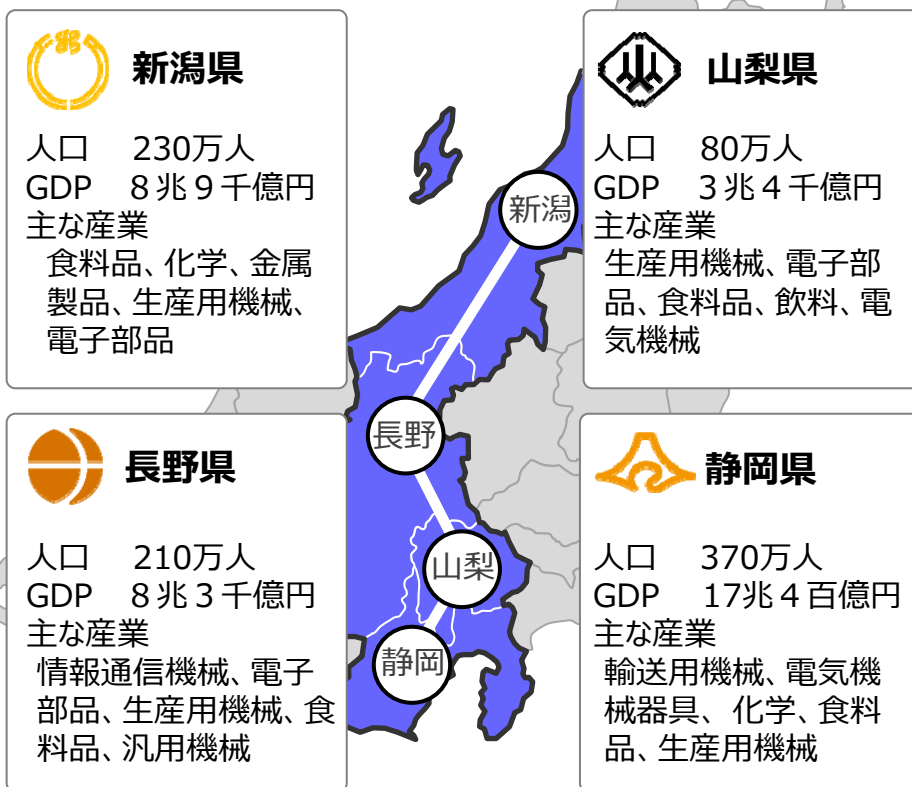 新潟県
人口 230万人
GDP 8兆9千億円
主な産業
食料品、化学、金属
製品、生産用機械、
電子部品
山梨県
人口 80万人
GDP 3兆4千億円
主な産業
生産用機械、電子部
品、食料品、飲料、電
気機械
新潟
長野
山梨
静岡
長野県
人口 210万人
GDP 8兆3千億円
主な産業
情報通信機械、電子
部品、生産用機械、食
料品、汎用機械
静岡県
人口 370万人
GDP 17兆4百億円
主な産業
輸送用機械、電気機
械器具、化学、食料
品、生産用機械